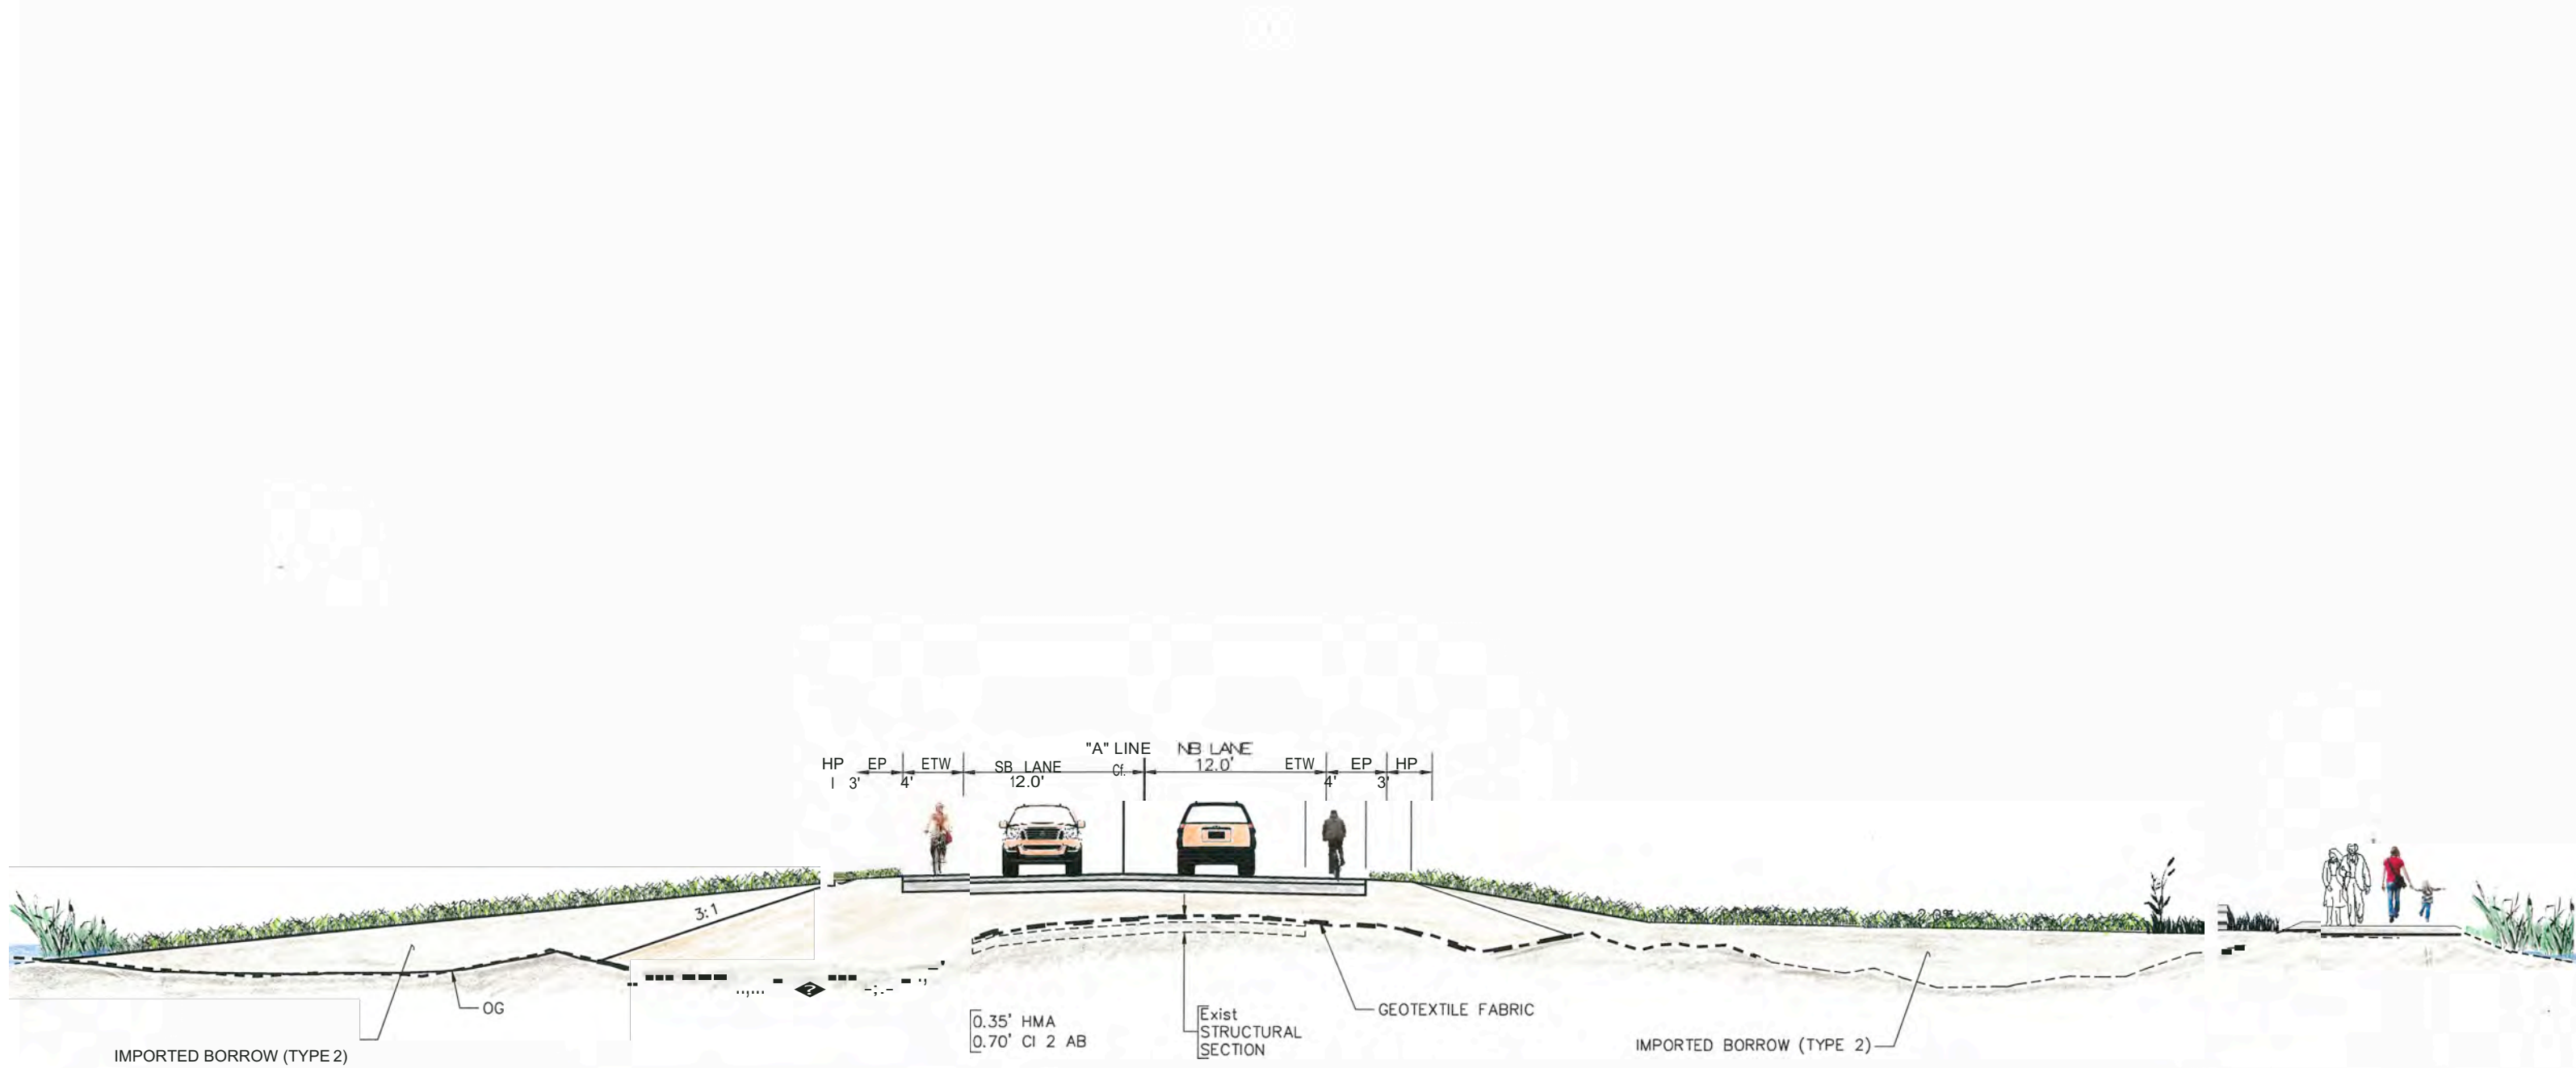 "A" LINE NB LANE
HP EP ETW SB LANE Cf. 12.0' ETW EP HP
3' 4' 12.0' 4' 3'
3:1
OG
IMPORTED BORROW (TYPE 2)
0.35' HMA
0.70' Cl 2 AB
Exist
STRUCTURAL
SECTION
GEOTEXTILE FABRIC
IMPORTED BORROW (TYPE 2)